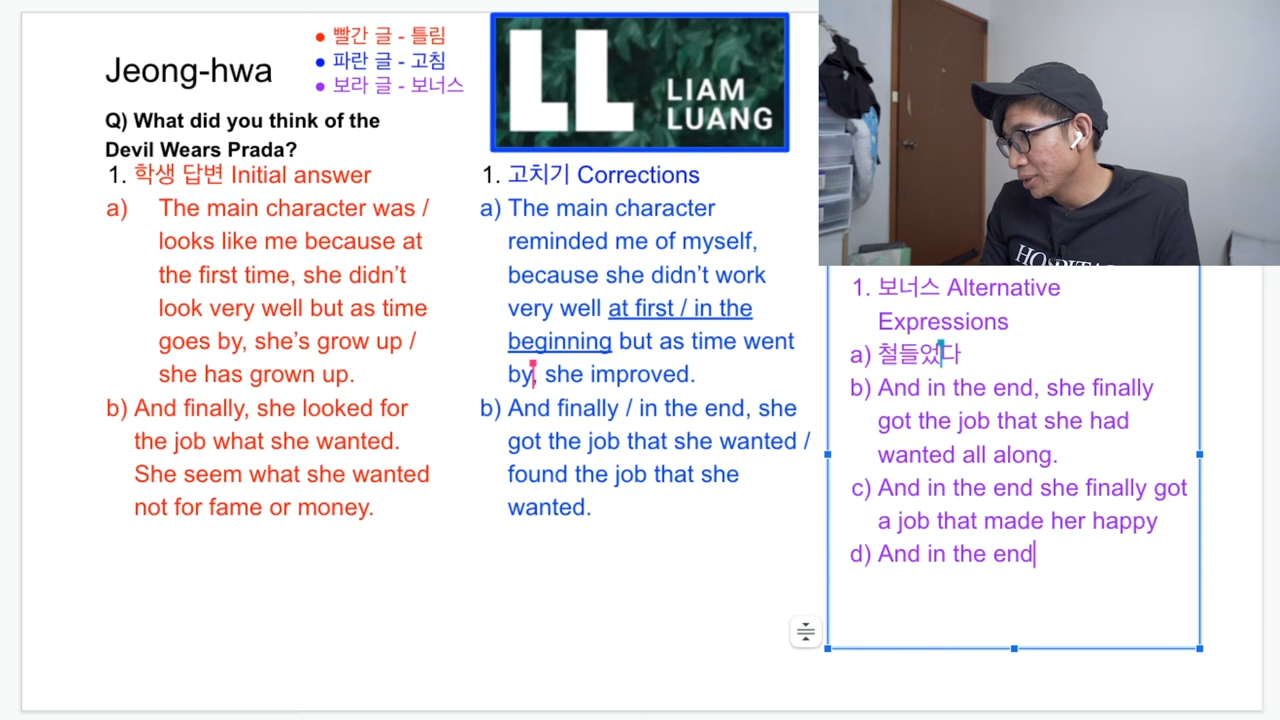 Jeong-hwa
• 빨간 글 - 틀림
• 파란 글 - 고침
• 보라 글 - 보너스
LL
LIAM
LUANG
Q) What did you think of the
Devil Wears Prada?
1. 학생 답변 Initial answer
a) The main character was /
looks like me because at
the first time, she didn’t
look very well but as time
goes by, she’s grow up /
she has grown up.
b) And finally, she looked for
the job what she wanted.
She seem what she wanted
not for fame or money.
1. 고치기 Corrections
a) The main character
reminded me of myself,
because she didn’t work
very well at first / in the
beginning but as time went
by, she improved.
b) And finally / in the end, she
got the job that she wanted /
found the job that she
wanted.
1. 보너스 Alternative
Expressions
a) 철들었다
b) And in the end, she finally
got the job that she had
wanted all along.
c) And in the end she finally got
a job that made her happy
d) And in the end